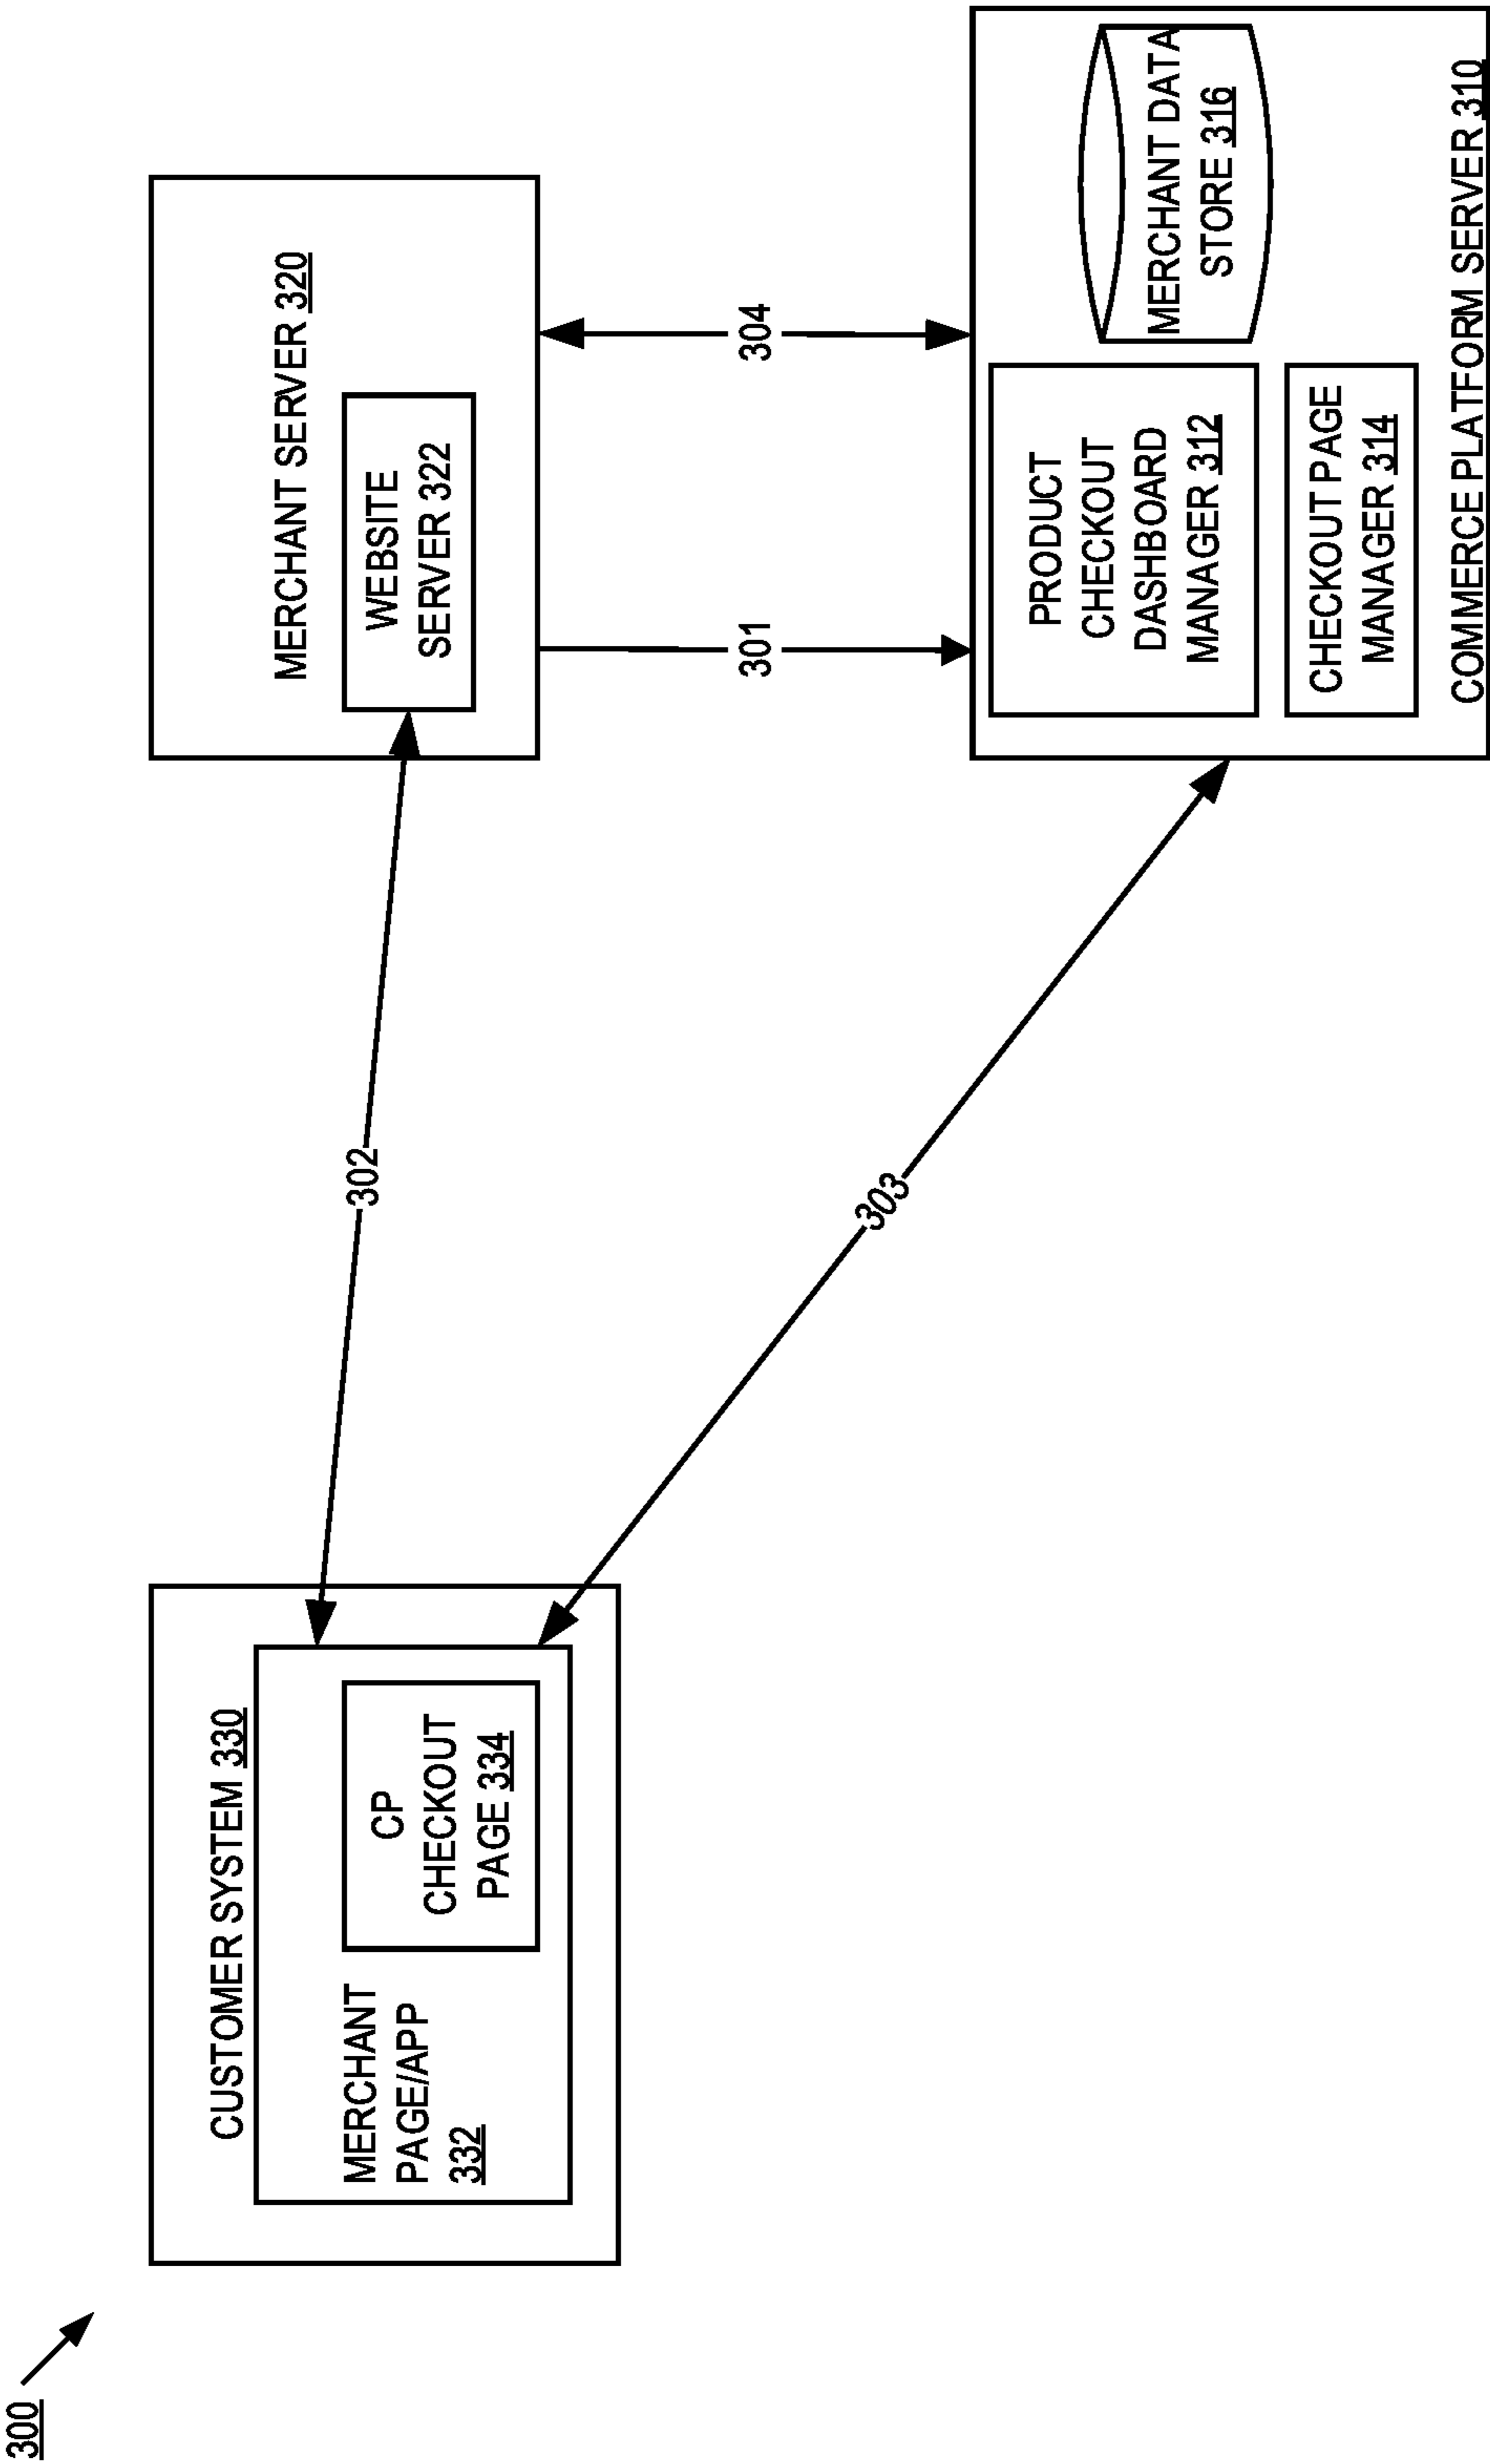 300
CUSTOMER SYSTEM 330
MERCHANT
PAGE/APP
332
CP
CHECKOUT
PAGE 334
302
303
MERCHANT SERVER 320
WEBSITE
SERVER 322
301
304
PRODUCT
CHECKOUT
DASHBOARD
MANAGER 312
CHECKOUT PAGE
MANAGER 314
MERCHANT DATA
STORE 316
COMMERCE PLATFORM SERVER 310